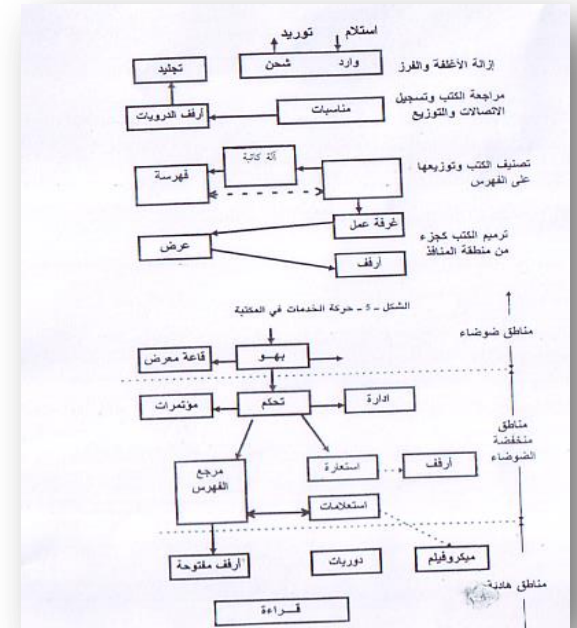 استلام توريد
وارد شحن
إزالة الأغلفة والفرز
تجليد
مراجعة الكتب وتسجيل
الاتصالات والتوزيع
مناسبات
أرفف الدرويات
تصنيف الكتب وتوزيعها
على الفهرس
آلة كاتبة
فهرسة
ترميم الكتب كجزء
من منطقة المنافذ
غرفة عمل
عرض
أرفف
الشكل - 5 - حركة الخدمات في المكتبة
مناطق ضوضاء
بهـو
قاعة معرض
تحكم
ادارة
مؤتمرات
مناطق
منخفضة
الضوضاء
مرجع
الفهرس
استعارة
أرفف
استعلامات
ميكروفيلم
دوريات
أرفف مفتوحة
مناطق هادئة
قـراءة